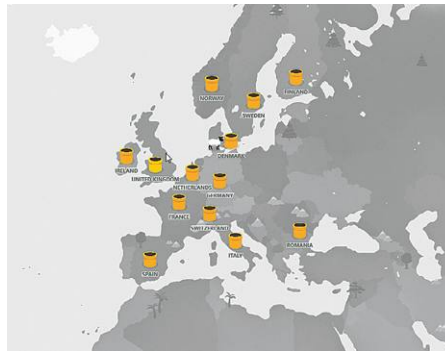 NORWAY
FINLAND
SWEDEN
DENMARK
IRELAND
UNITED KINGDOM
NETHERLANDS
GERMANY
FRANCE
SWITZERLAND
ROMANIA
ITALY
SPAIN